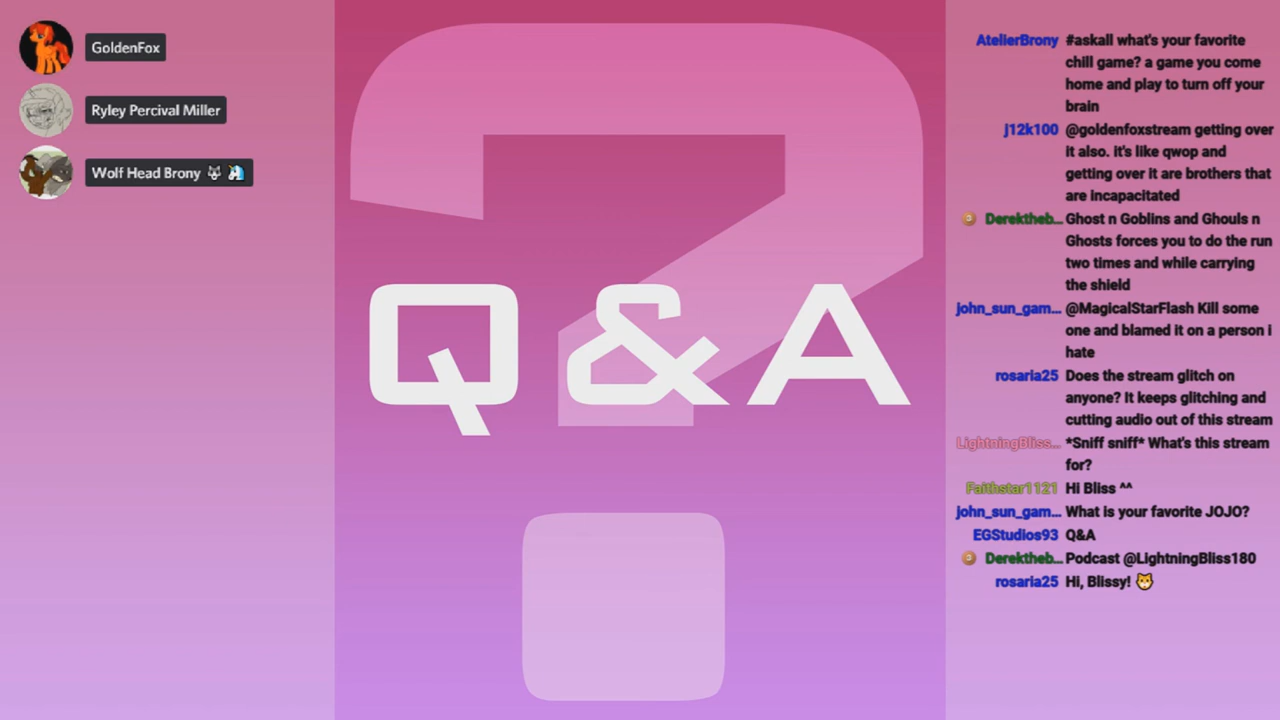 GoldenFox
Ryley Percival Miller
Wolf Head Brony
Q & A
AtelierBrony #askall what's your favorite
chill game? a game you come
home and play to turn off your
brain
j12k100 @goldenfoxstream getting over
it also. it's like qwop and
getting over it are brothers that
are incapacitated
Derektheb... Ghost n Goblins and Ghouls n
Ghosts forces you to do the run
two times and while carrying
the shield
john_sun_gam... @MagicalStarFlash Kill some
one and blamed it on a person i
hate
rosaria25 Does the stream glitch on
anyone? It keeps glitching and
cutting audio out of this stream
LightningBliss... *Sniff sniff* What's this stream
for?
Faithstar1121 Hi Bliss ^^
john_sun_gam... What is your favorite JOJO?
EGStudios93 Q&A
Derektheb... Podcast @LightningBliss180
rosaria25 Hi, Blissy! 🐱